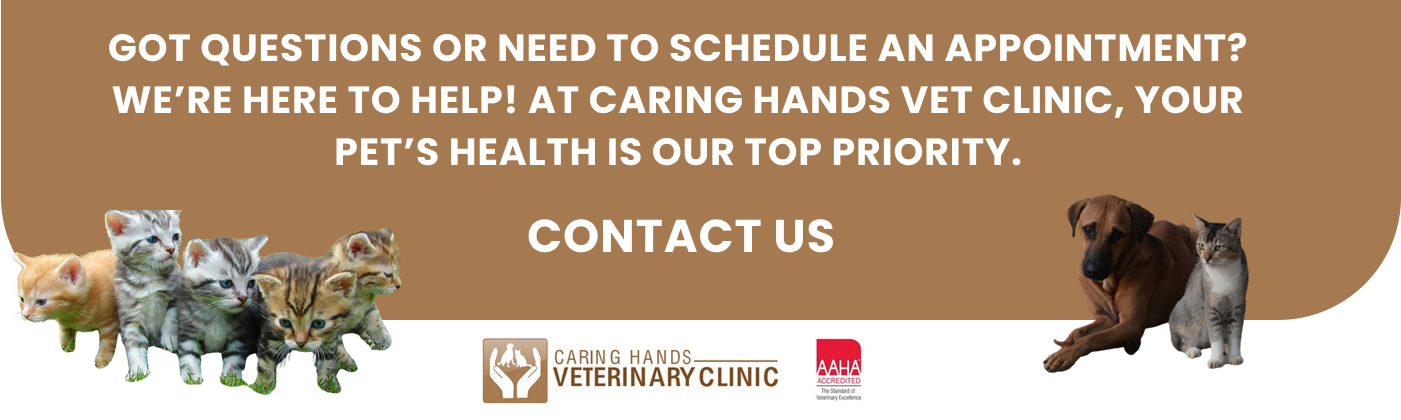 GOT QUESTIONS OR NEED TO SCHEDULE AN APPOINTMENT?
WE’RE HERE TO HELP! AT CARING HANDS VET CLINIC, YOUR
PET’S HEALTH IS OUR TOP PRIORITY.
CONTACT US
CARING HANDS
VETERINARY CLINIC
AAHA
ACCREDITED
The Standard of
Veterinary Excellence